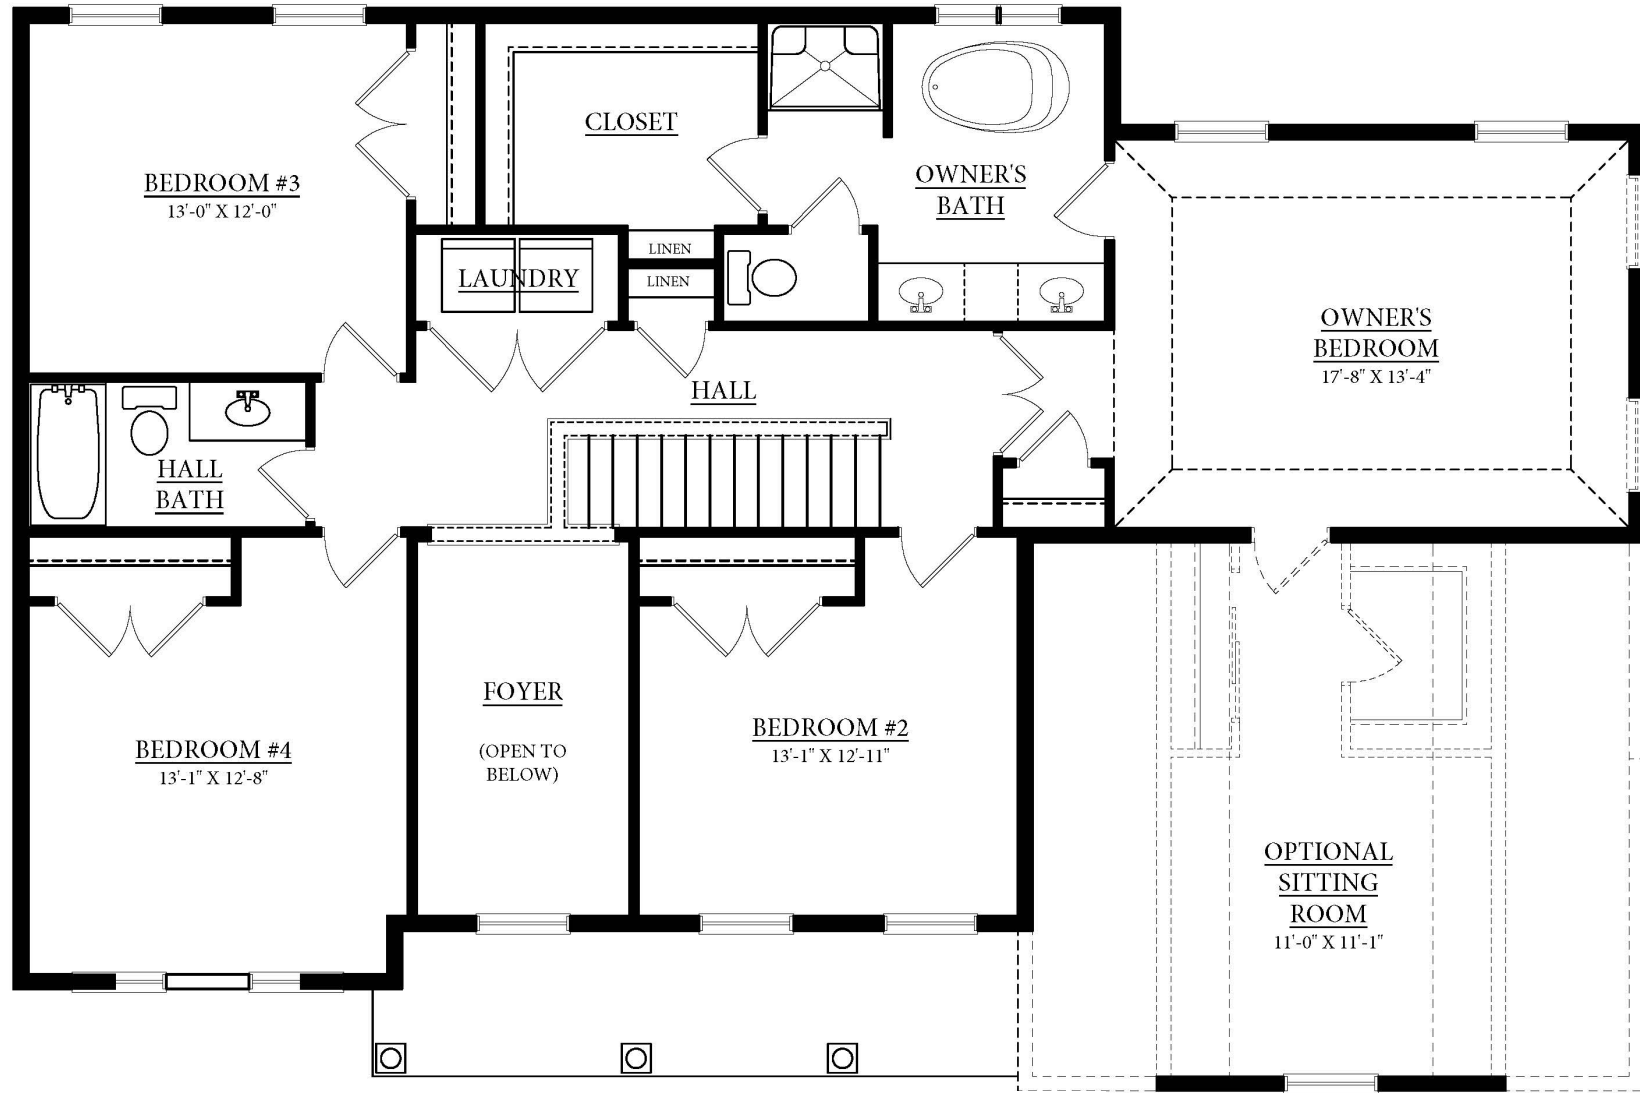 CLOSET
BEDROOM #3
13'-0" X 12'-0"
OWNER'S
BATH
LINEN
LAUNDRY
LINEN
OWNER'S
BEDROOM
17'-8" X 13'-4"
HALL
HALL
BATH
FOYER
(OPEN TO
BELOW)
BEDROOM #2
13'-1" X 12'-11"
BEDROOM #4
13'-1" X 12'-8"
OPTIONAL
SITTING
ROOM
11'-0" X 11'-1"